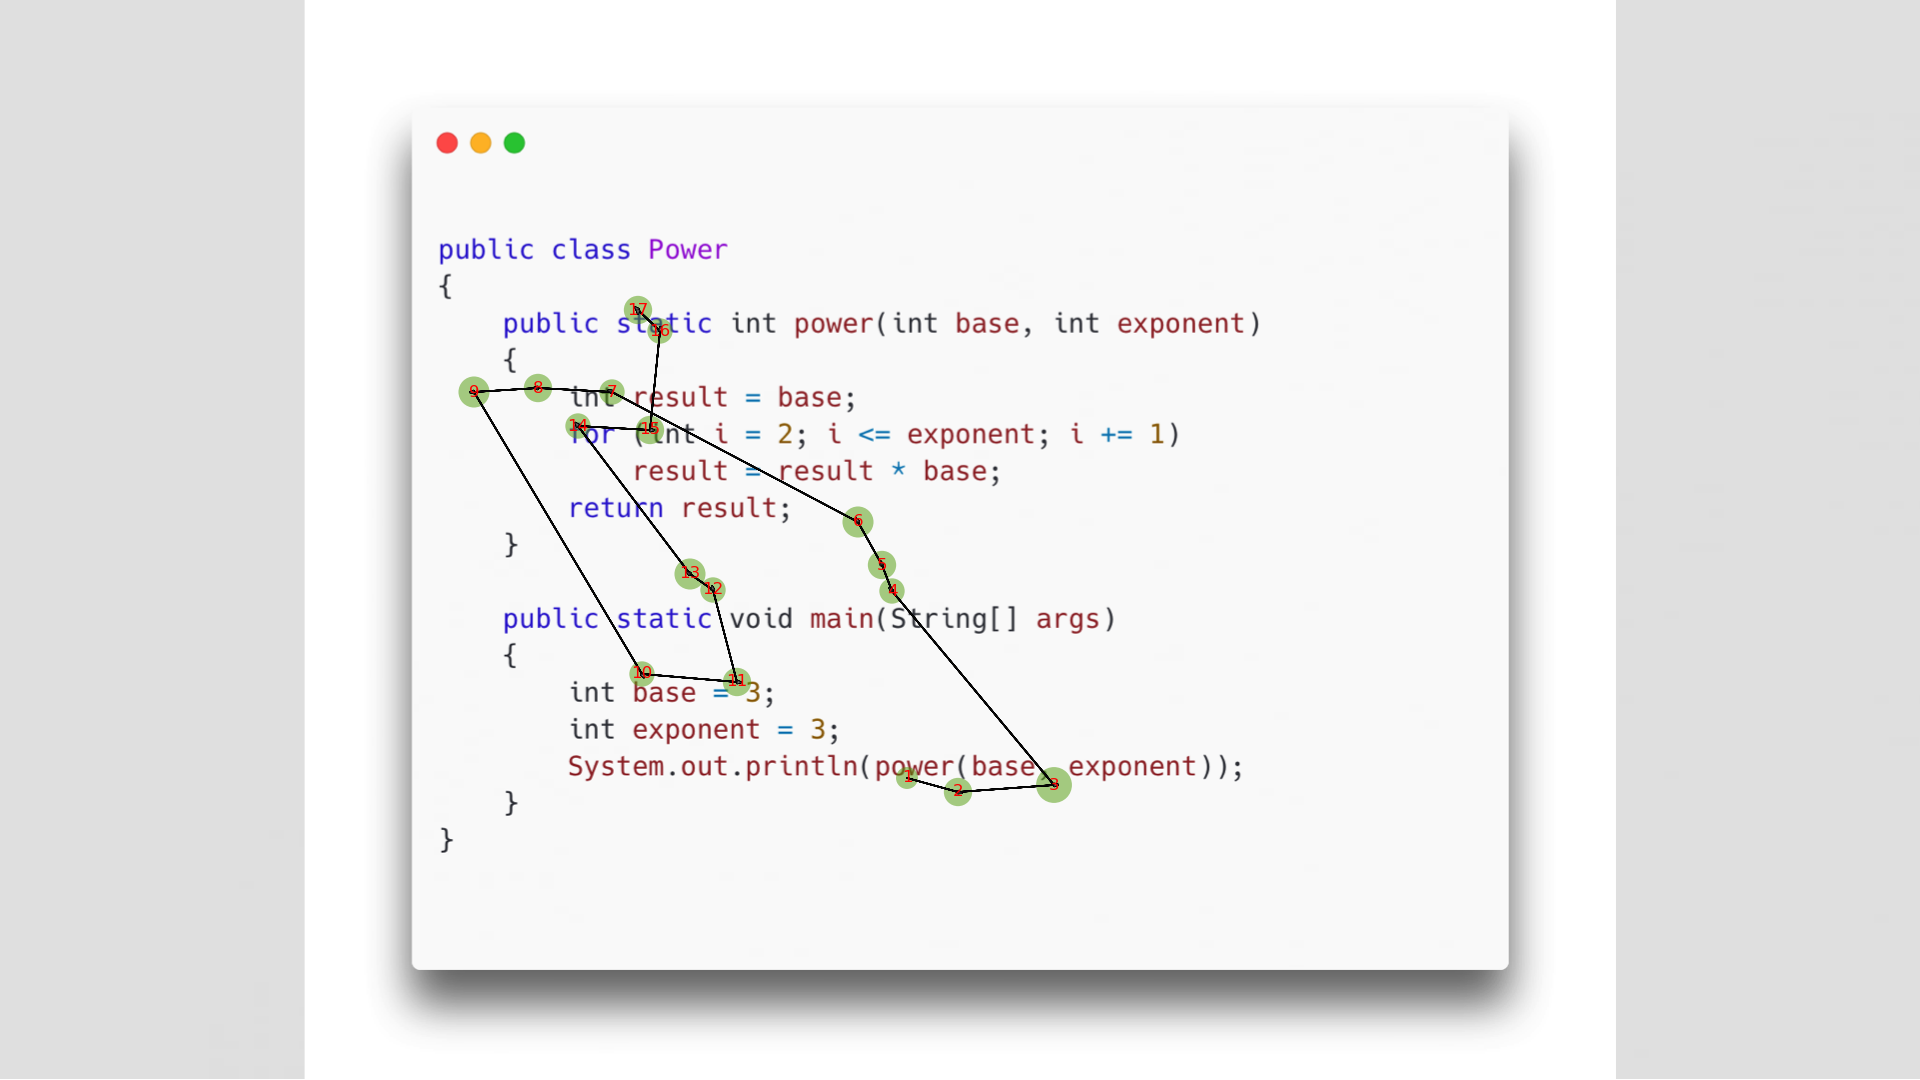 public class Power
{
    public static int power(int base, int exponent)
    {
        int result = base;
        for (int i = 2; i <= exponent; i += 1)
            result = result * base;
        return result;
    }
    public static void main(String[] args)
    {
        int base = 3;
        int exponent = 3;
        System.out.println(power(base, exponent));
    }
}
17
16
9 8 7
14 15
6
5
13 12 4
10 11
1 2 3